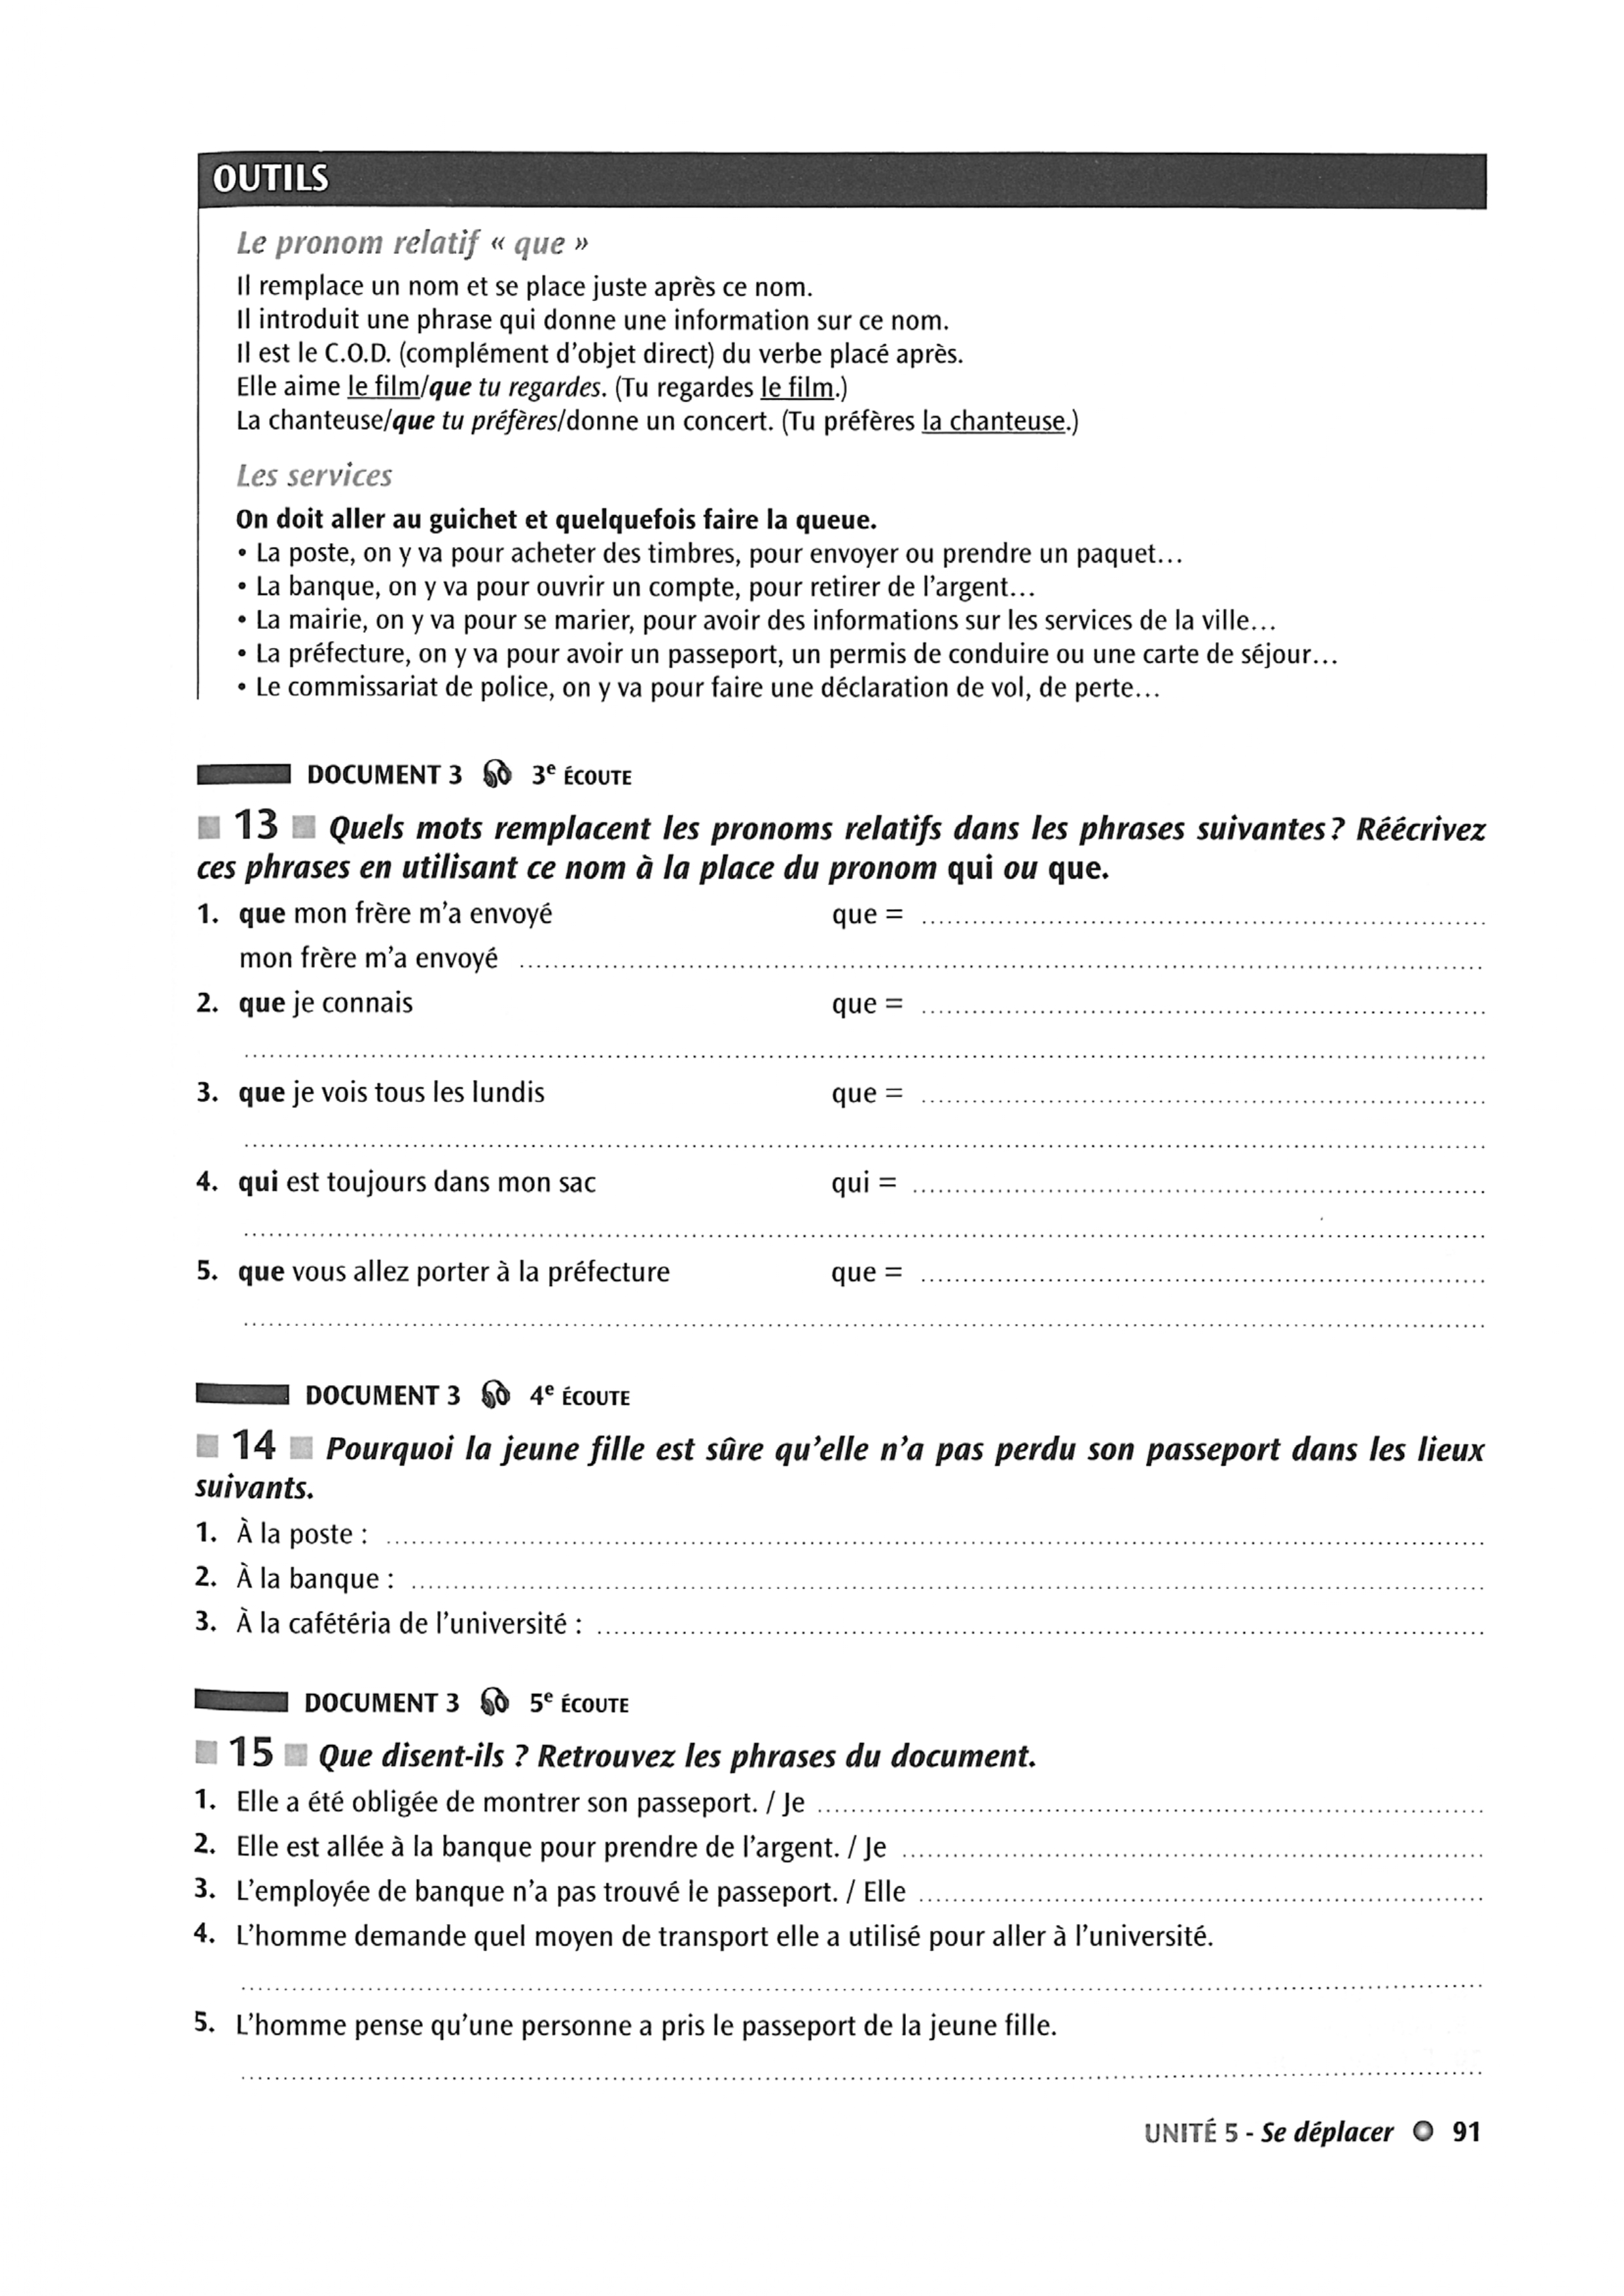 OUTILS
Le pronom relatif « que »
Il remplace un nom et se place juste après ce nom.
Il introduit une phrase qui donne une information sur ce nom.
Il est le C.O.D. (complément d'objet direct) du verbe placé après.
Elle aime le film/que tu regardes. (Tu regardes le film.)
La chanteuse/que tu préfères/donne un concert. (Tu préfères la chanteuse.)
Les services
On doit aller au guichet et quelquefois faire la queue.
• La poste, on y va pour acheter des timbres, pour envoyer ou prendre un paquet...
• La banque, on y va pour ouvrir un compte, pour retirer de l'argent...
• La mairie, on y va pour se marier, pour avoir des informations sur les services de la ville...
• La préfecture, on y va pour avoir un passeport, un permis de conduire ou une carte de séjour...
• Le commissariat de police, on y va pour faire une déclaration de vol, de perte...
DOCUMENT 3 3e ÉCOUTE
13 Quels mots remplacent les pronoms relatifs dans les phrases suivantes ? Réécrivez
ces phrases en utilisant ce nom à la place du pronom qui ou que.
1. que mon frère m'a envoyé que =
mon frère m'a envoyé
2. que je connais que =
3. que je vois tous les lundis que =
4. qui est toujours dans mon sac qui =
5. que vous allez porter à la préfecture que =
DOCUMENT 3 4e ÉCOUTE
14 Pourquoi la jeune fille est sûre qu'elle n'a pas perdu son passeport dans les lieux
suivants.
1. À la poste :
2. À la banque :
3. À la cafétéria de l'université :
DOCUMENT 3 5e ÉCOUTE
15 Que disent-ils ? Retrouvez les phrases du document.
1. Elle a été obligée de montrer son passeport. / Je
2. Elle est allée à la banque pour prendre de l'argent. / Je
3. L'employée de banque n'a pas trouvé le passeport. / Elle
4. L'homme demande quel moyen de transport elle a utilisé pour aller à l'université.
5. L'homme pense qu'une personne a pris le passeport de la jeune fille.
UNITÉ 5 - Se déplacer 91